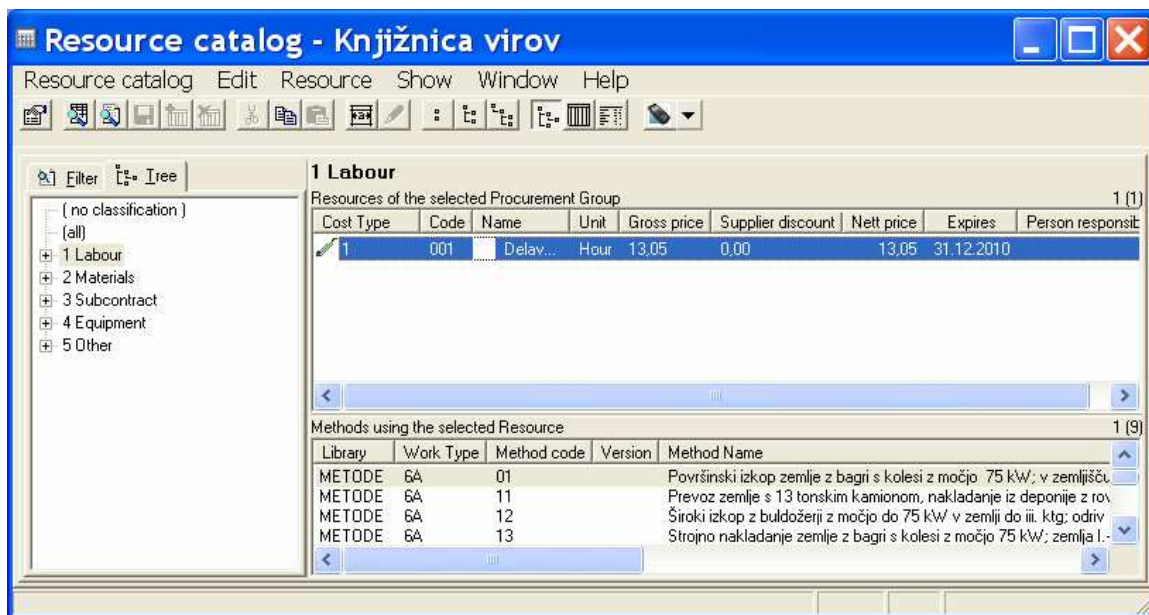 Resource catalog - Knjižnica virov
Resource catalog Edit Resource Show Window Help
Filter Tree
( no classification )
(all)
1 Labour
2 Materials
3 Subcontract
4 Equipment
5 Other
1 Labour
Resources of the selected Procurement Group 1 (1)
Cost Type Code Name Unit Gross price Supplier discount Nett price Expires Person responsib
1 001 Delav... Hour 13,05 0,00 13,05 31.12.2010
Methods using the selected Resource 1 (9)
Library Work Type Method code Version Method Name
METODE 6A 01 Površinski izkop zemlje z bagri s kolesi z močjo 75 kW; v zemljišču
METODE 6A 11 Prevoz zemlje s 13 tonskim kamionom, nakladanje iz deponije z rov
METODE 6A 12 Široki izkop z buldožerji z močjo do 75 kW v zemlji do iii. ktg; odriv
METODE 6A 13 Strojno nakladanje zemlje z bagri s kolesi z močjo 75 kW; zemlja I.-